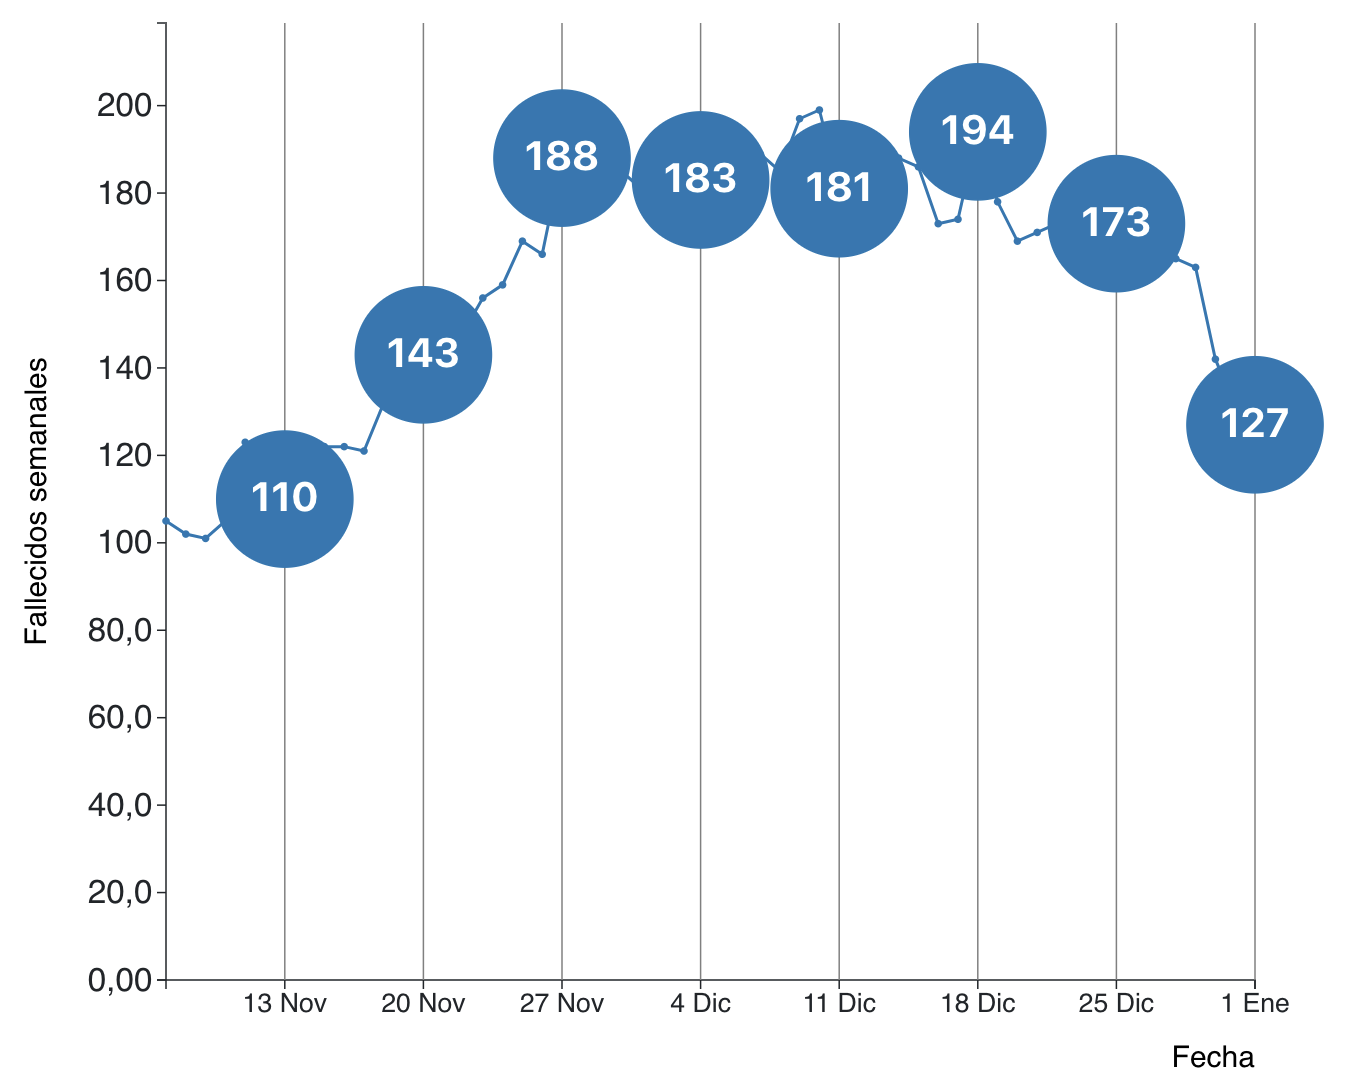 200
180
160
140
120
100
80,0
60,0
40,0
20,0
0,00
Fallecidos semanales
110
143
188
183
181
194
173
127
13 Nov
20 Nov
27 Nov
4 Dic
11 Dic
18 Dic
25 Dic
1 Ene
Fecha